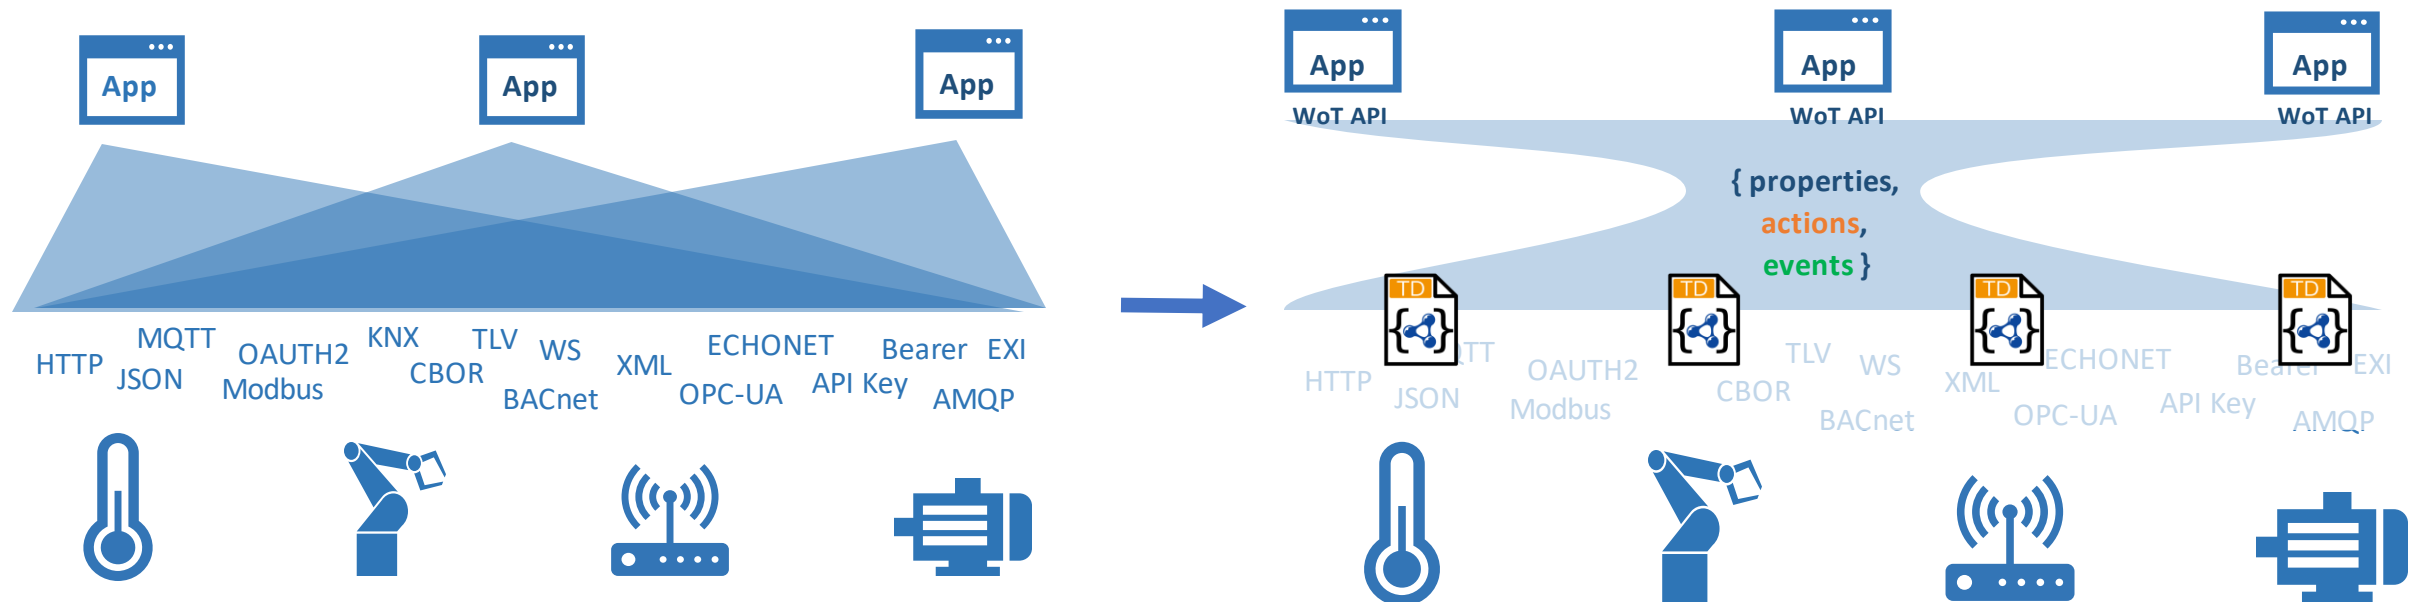 App
App
App
HTTP
MQTT
JSON
OAUTH2
Modbus
KNX
CBOR
TLV
WS
BACnet
XML
ECHONET
OPC-UA
API Key
Bearer
EXI
AMQP
App
WoT API
App
WoT API
App
WoT API
{ properties,
actions,
events }
TD
TD
TD
TD
HTTP
QTT
JSON
OAUTH2
Modbus
CBOR
TLV
WS
BACnet
XML
ECHONET
OPC-UA
API Key
Bearer
EXI
AMQP